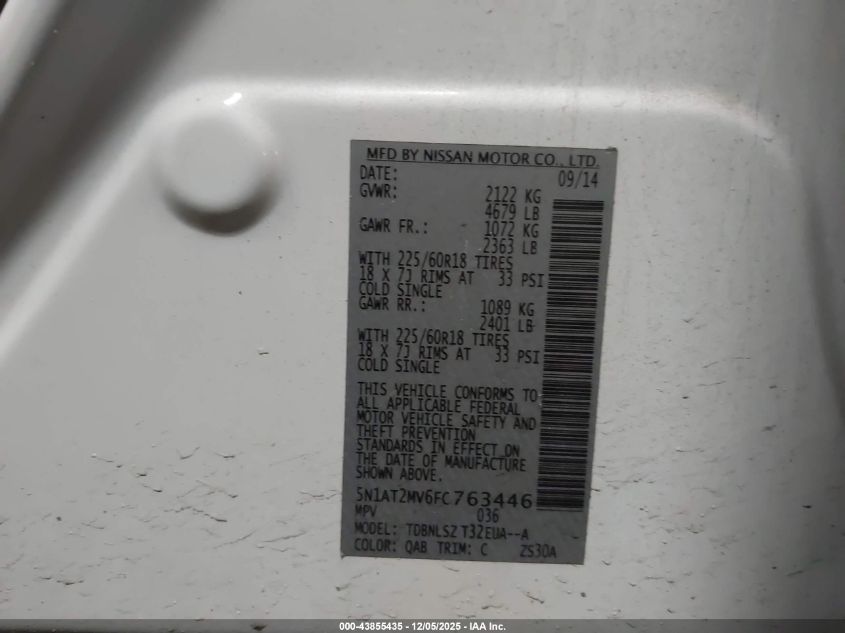 MFD BY NISSAN MOTOR CO., LTD.
DATE: 09/14
GVWR: 2122 KG
4679 LB
GAWR FR.: 1072 KG
2363 LB
WITH 225/60R18 TIRES
18 X 7J RIMS AT 33 PSI
COLD SINGLE
GAWR RR.: 1089 KG
2401 LB
WITH 225/60R18 TIRES
18 X 7J RIMS AT 33 PSI
COLD SINGLE
THIS VEHICLE CONFORMS TO
ALL APPLICABLE FEDERAL
MOTOR VEHICLE SAFETY AND
THEFT PREVENTION
STANDARDS IN EFFECT ON
THE DATE OF MANUFACTURE
SHOWN ABOVE.
5N1AT2MV6FC763446
MPV 036
MODEL: TDBNLSZ T32EUA--A
COLOR: QAB TRIM: C ZS30A
000-43855435 - 12/05/2025 - IAA Inc.